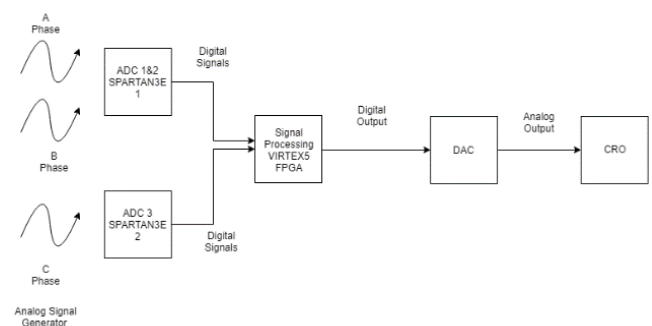 A
Phase
B
Phase
C
Phase
Analog Signal
Generator
ADC 1&2
SPARTAN3E
1
ADC 3
SPARTAN3E
2
Digital
Signals
Digital
Signals
Signal
Processing
VIRTEX5
FPGA
Digital
Output
DAC
Analog
Output
CRO